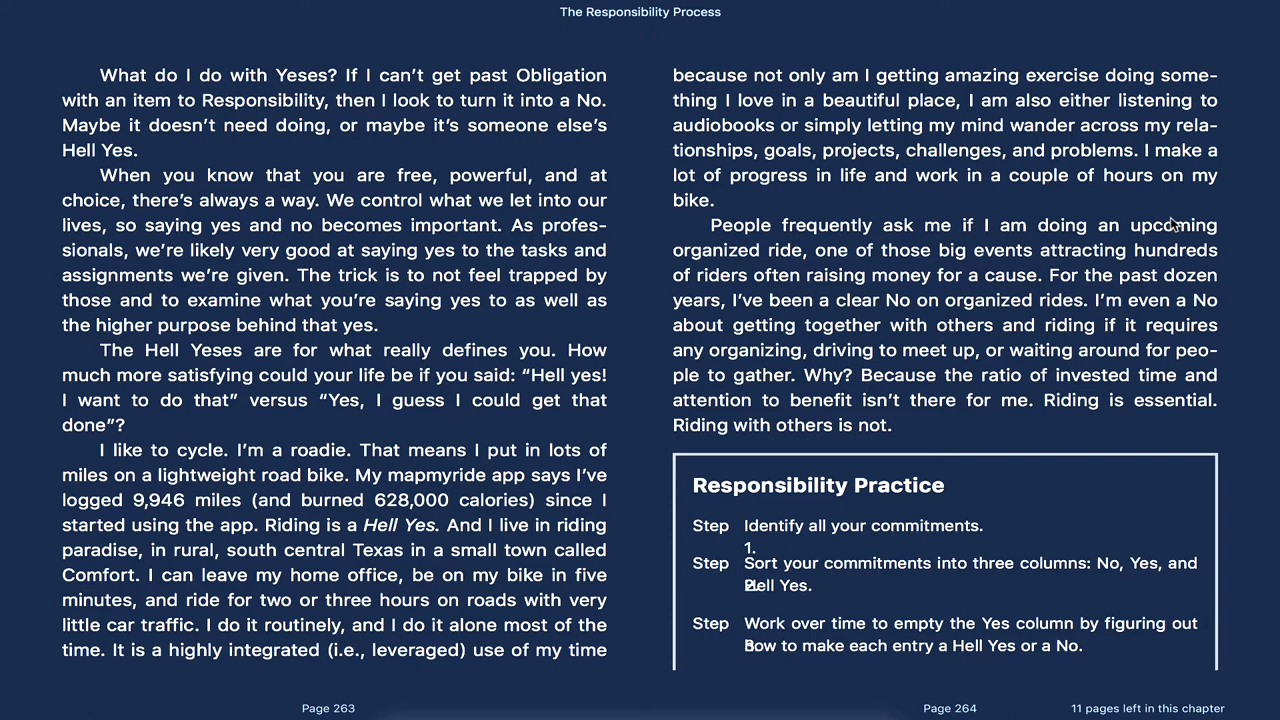 The Responsibility Process
What do I do with Yeses? If I can't get past Obligation
with an item to Responsibility, then I look to turn it into a No.
Maybe it doesn't need doing, or maybe it's someone else's
Hell Yes.
When you know that you are free, powerful, and at
choice, there's always a way. We control what we let into our
lives, so saying yes and no becomes important. As profes-
sionals, we're likely very good at saying yes to the tasks and
assignments we're given. The trick is to not feel trapped by
those and to examine what you're saying yes to as well as
the higher purpose behind that yes.
The Hell Yeses are for what really defines you. How
much more satisfying could your life be if you said: “Hell yes!
I want to do that” versus “Yes, I guess I could get that
done”?
I like to cycle. I'm a roadie. That means I put in lots of
miles on a lightweight road bike. My mapmyride app says I've
logged 9,946 miles (and burned 628,000 calories) since I
started using the app. Riding is a Hell Yes. And I live in riding
paradise, in rural, south central Texas in a small town called
Comfort. I can leave my home office, be on my bike in five
minutes, and ride for two or three hours on roads with very
little car traffic. I do it routinely, and I do it alone most of the
time. It is a highly integrated (i.e., leveraged) use of my time
because not only am I getting amazing exercise doing some-
thing I love in a beautiful place, I am also either listening to
audiobooks or simply letting my mind wander across my rela-
tionships, goals, projects, challenges, and problems. I make a
lot of progress in life and work in a couple of hours on my
bike.
People frequently ask me if I am doing an upcoming
organized ride, one of those big events attracting hundreds
of riders often raising money for a cause. For the past dozen
years, I've been a clear No on organized rides. I'm even a No
about getting together with others and riding if it requires
any organizing, driving to meet up, or waiting around for peo-
ple to gather. Why? Because the ratio of invested time and
attention to benefit isn't there for me. Riding is essential.
Riding with others is not.
Responsibility Practice
Step Identify all your commitments.
1.
Step Sort your commitments into three columns: No, Yes, and
2. Hell Yes.
Step Work over time to empty the Yes column by figuring out
3. how to make each entry a Hell Yes or a No.
Page 263
Page 264
11 pages left in this chapter